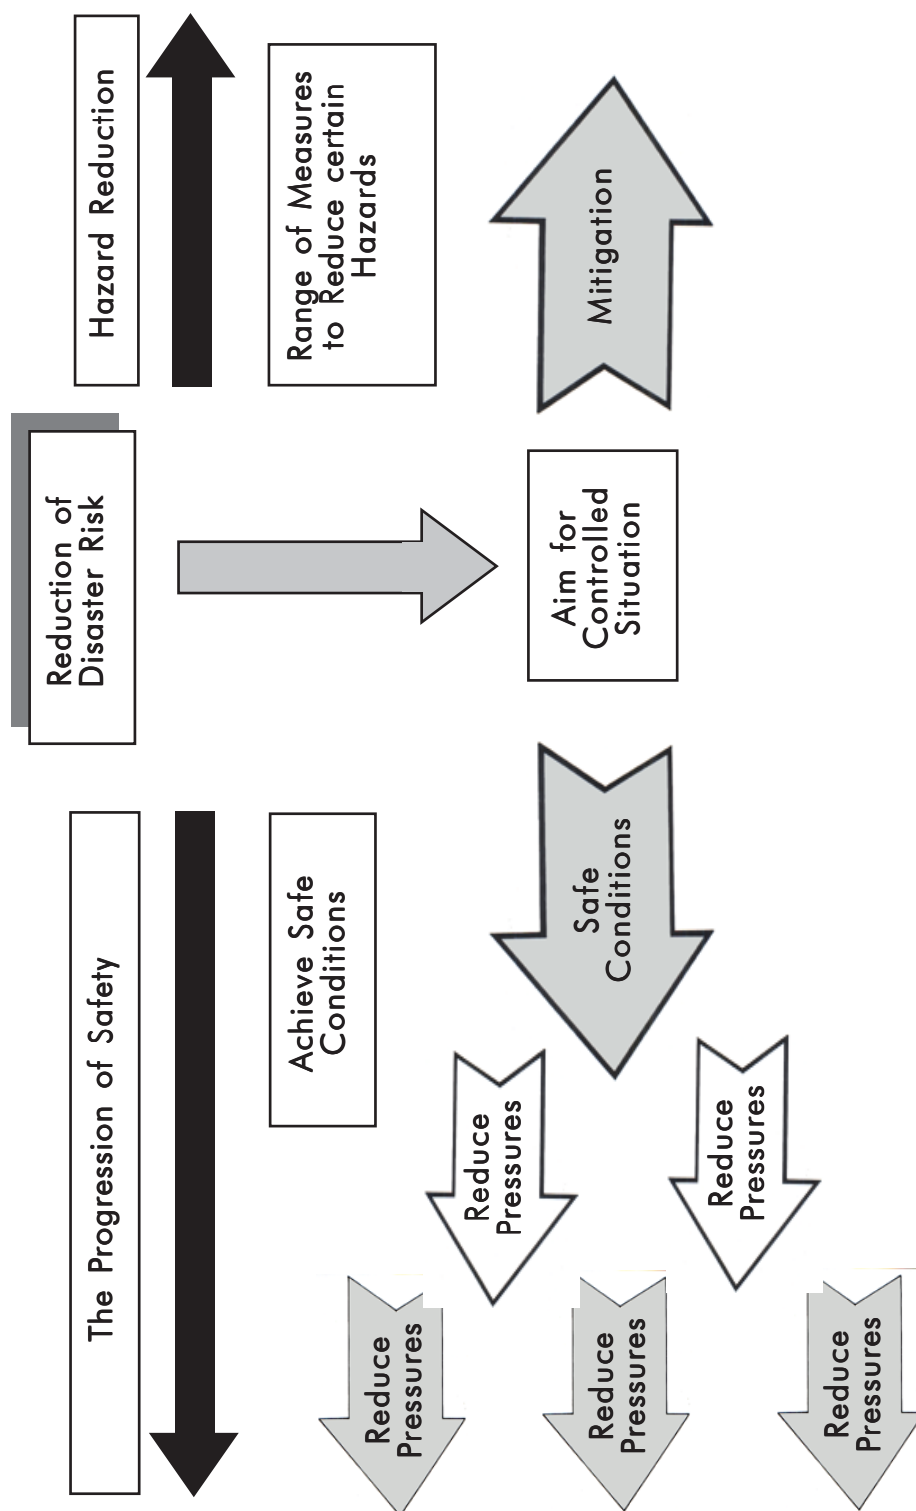 The Progression of Safety
Reduction of
Disaster Risk
Hazard Reduction
Achieve Safe
Conditions
Range of Measures
to Reduce certain
Hazards
Reduce
Pressures
Reduce
Pressures
Safe
Conditions
Aim for
Controlled
Situation
Mitigation
Reduce
Pressures
Reduce
Pressures
Reduce
Pressures